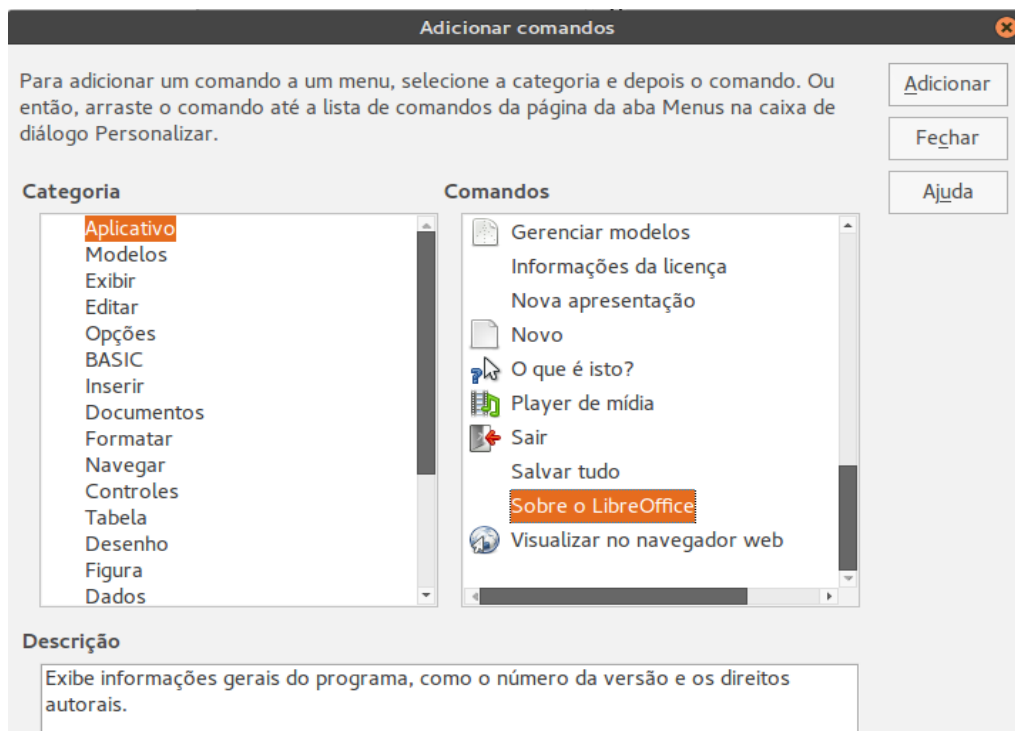 Adicionar comandos
Para adicionar um comando a um menu, selecione a categoria e depois o comando. Ou
então, arraste o comando até a lista de comandos da página da aba Menus na caixa de
diálogo Personalizar.
Adicionar
Fechar
Ajuda
Categoria
Aplicativo
Modelos
Exibir
Editar
Opções
BASIC
Inserir
Documentos
Formatar
Navegar
Controles
Tabela
Desenho
Figura
Dados
Comandos
Gerenciar modelos
Informações da licença
Nova apresentação
Novo
O que é isto?
Player de mídia
Sair
Salvar tudo
Sobre o LibreOffice
Visualizar no navegador web
Descrição
Exibe informações gerais do programa, como o número da versão e os direitos
autorais.